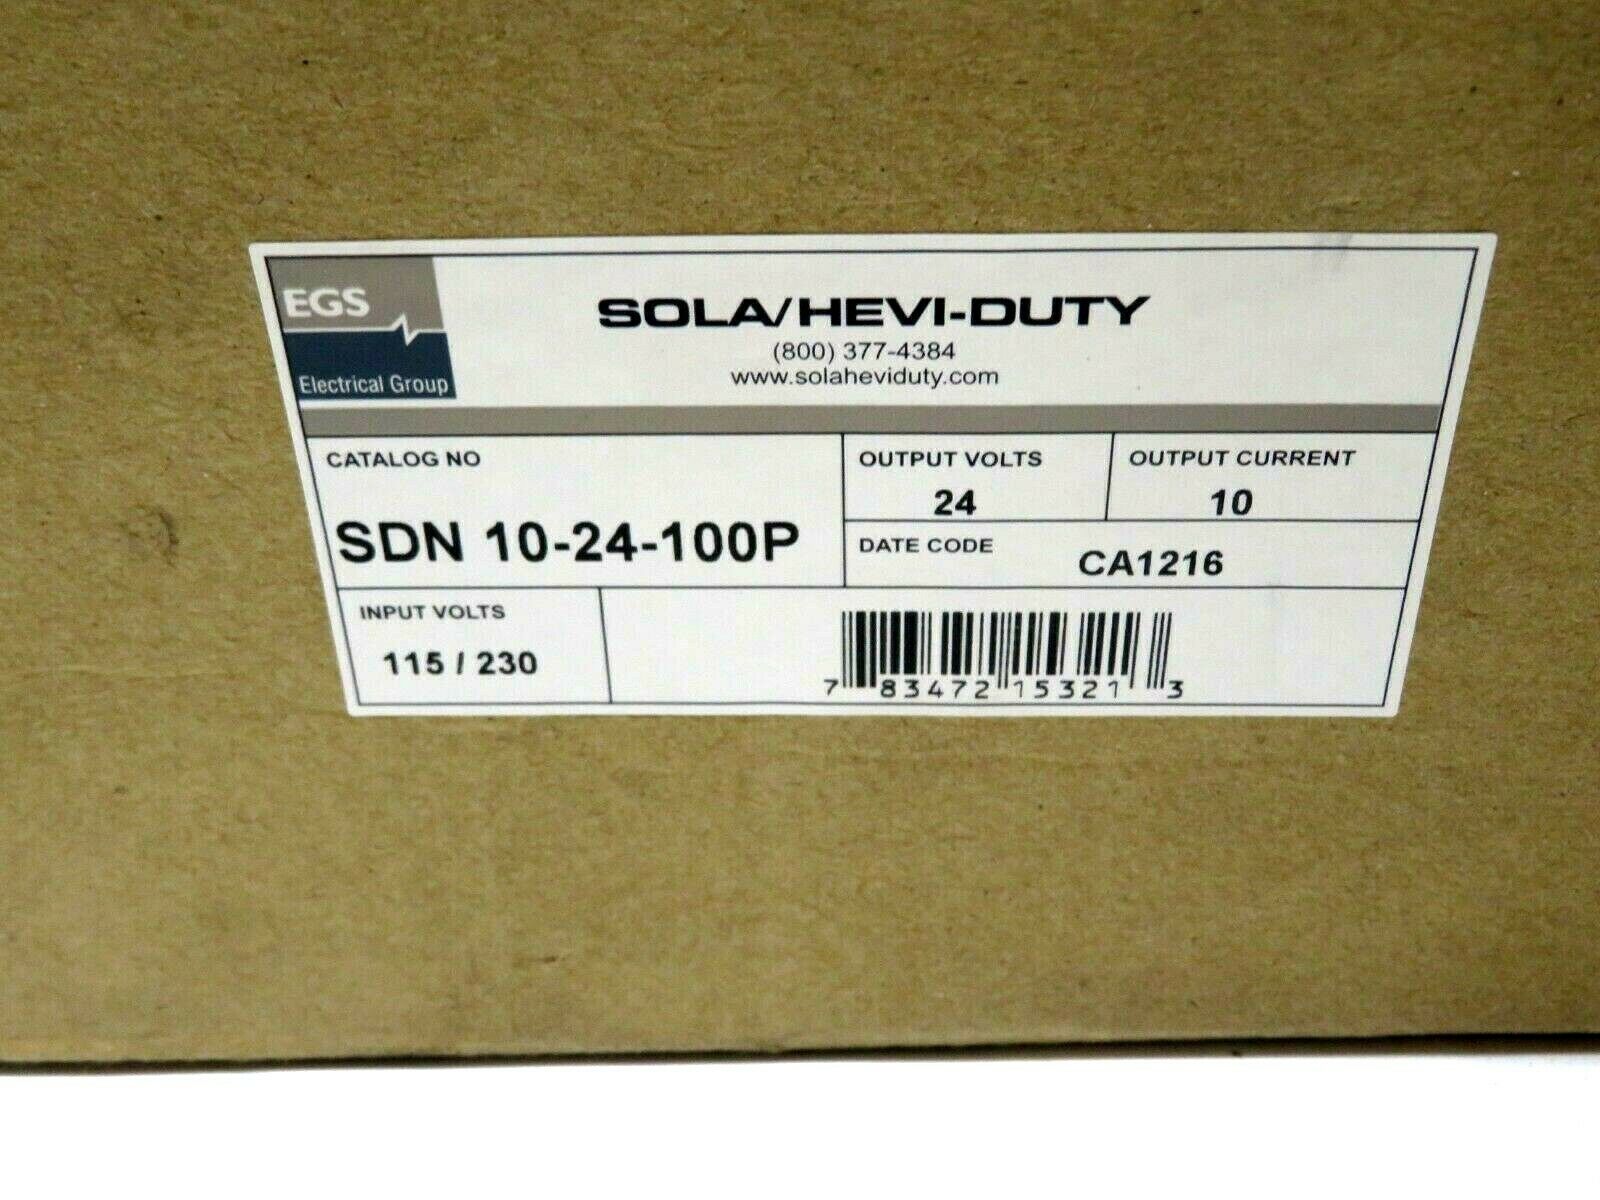 EGS
Electrical Group
SOLA/HEVI-DUTY
(800) 377-4384
www.solaheviduty.com
CATALOG NO
SDN 10-24-100P
OUTPUT VOLTS
24
OUTPUT CURRENT
10
DATE CODE
CA1216
INPUT VOLTS
115 / 230
7 83472 15321 3